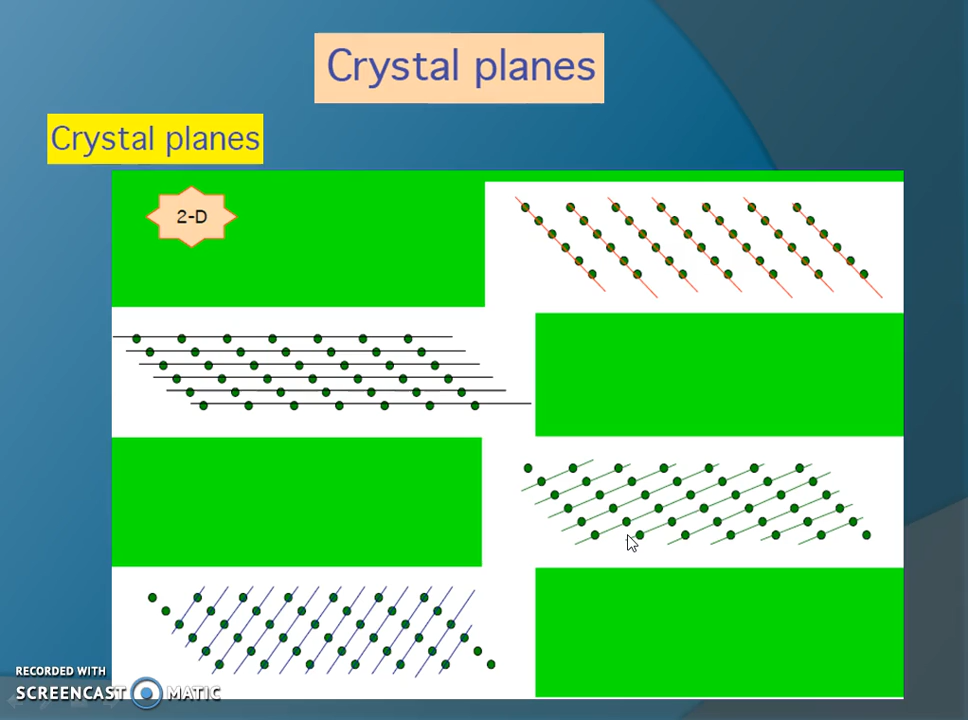 Crystal planes
Crystal planes
2-D
RECORDED WITH
SCREENCAST MATIC